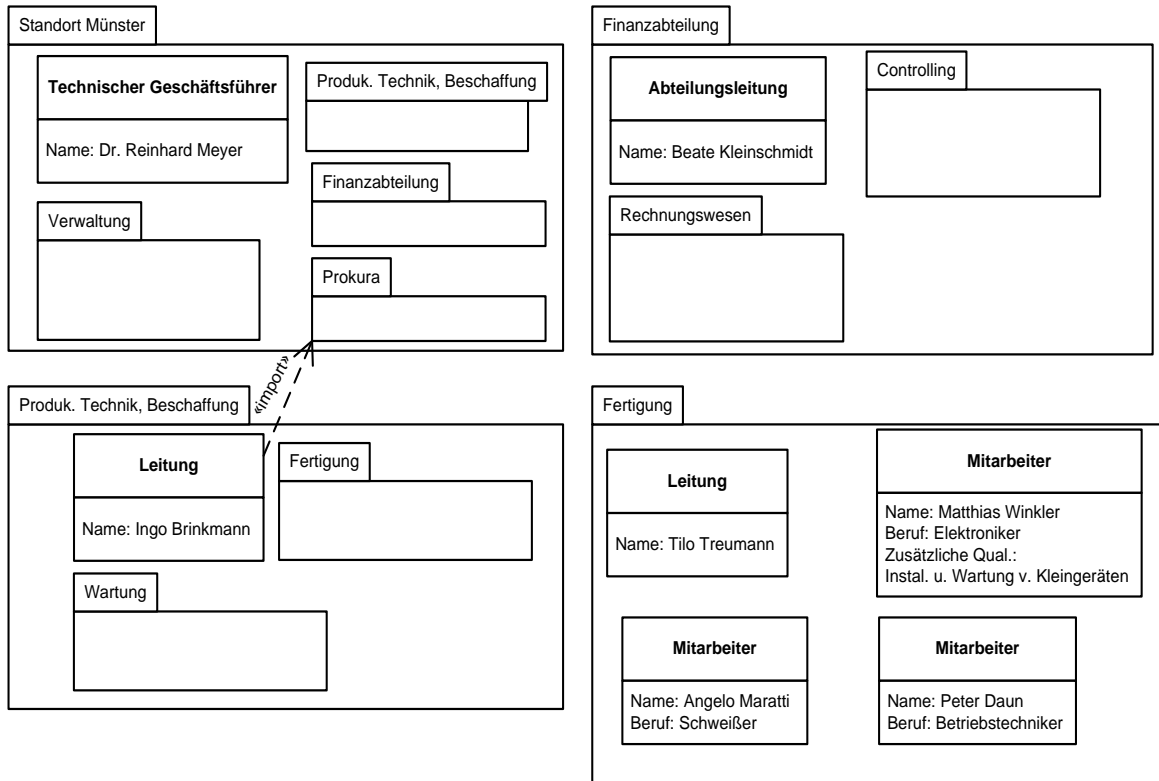 Standort Münster
Technischer Geschäftsführer
Name: Dr. Reinhard Meyer
Produk. Technik, Beschaffung
Finanzabteilung
Verwaltung
Prokura
«import»
Finanzabteilung
Abteilungsleitung
Name: Beate Kleinschmidt
Controlling
Rechnungswesen
Produk. Technik, Beschaffung
Leitung
Name: Ingo Brinkmann
Fertigung
Wartung
Fertigung
Leitung
Name: Tilo Treumann
Mitarbeiter
Name: Matthias Winkler
Beruf: Elektroniker
Zusätzliche Qual.:
Instal. u. Wartung v. Kleingeräten
Mitarbeiter
Name: Angelo Maratti
Beruf: Schweißer
Mitarbeiter
Name: Peter Daun
Beruf: Betriebstechniker